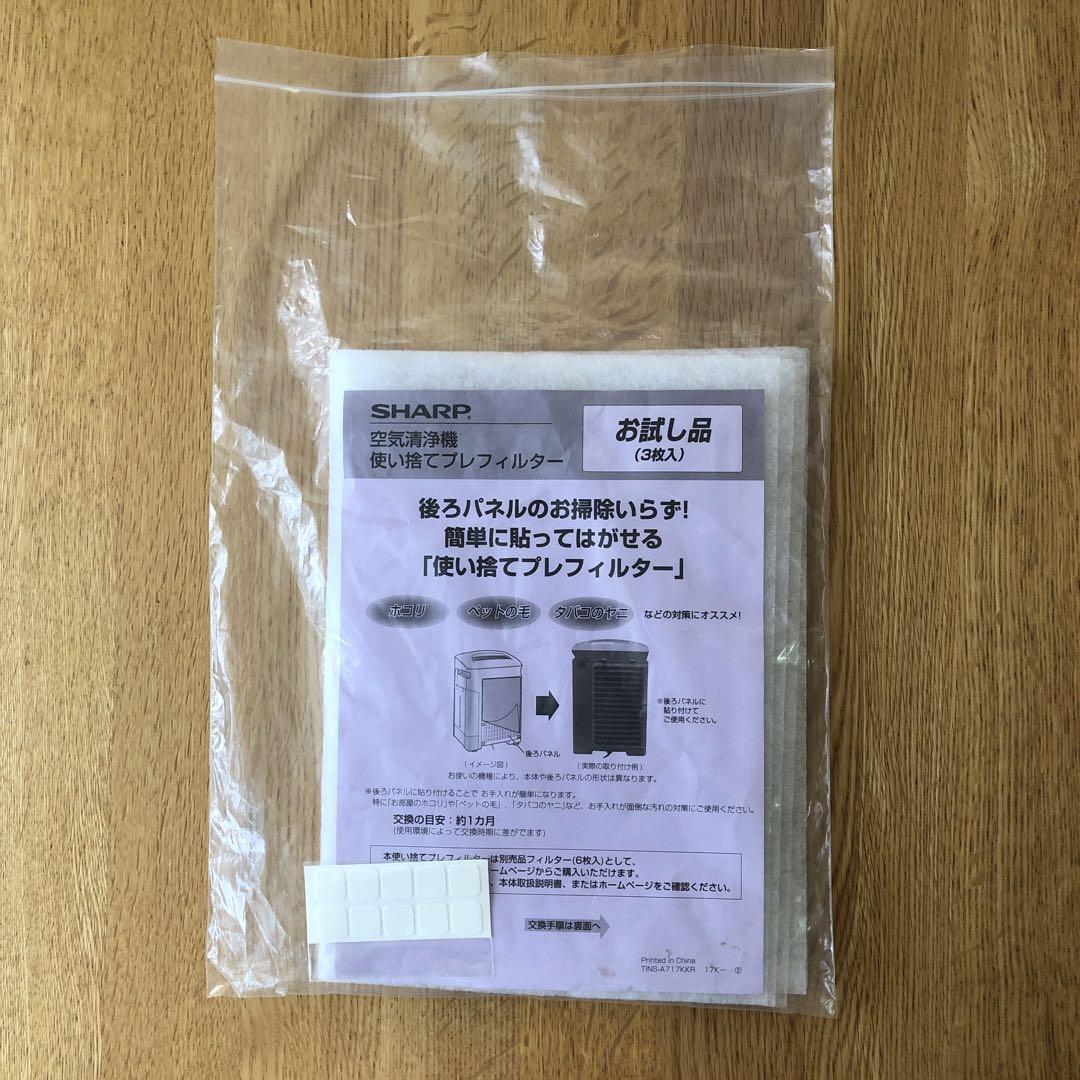 SHARP®
空気清浄機
使い捨てプレフィルター
お試し品
(3枚入)
後ろパネルのお掃除いらず!
簡単に貼ってはがせる
「使い捨てプレフィルター」
ホコリ ペットの毛 タバコのヤニ などの対策にオススメ!
※後ろパネルに
貼り付けて
ご使用ください。
後ろパネル
(イメージ図)
(実際の取り付け例)
お使いの機種により、本体や後ろパネルの形状は異なります。
※後ろパネルに貼り付けることで お手入れが簡単になります。
特に「お部屋のホコリ」や「ペットの毛」、「タバコのヤニ」など、お手入れが面倒な汚れの対策にご使用ください。
交換の目安:約1カ月
(使用環境によって交換時期に差がでます)
本使い捨てプレフィルターは別売品フィルター(6枚入)として、
ームページからご購入いただけます。
、本体取扱説明書、またはホームページをご確認ください。
交換手順は裏面へ
Printed in China
TINS-A717KKR 17K- ②